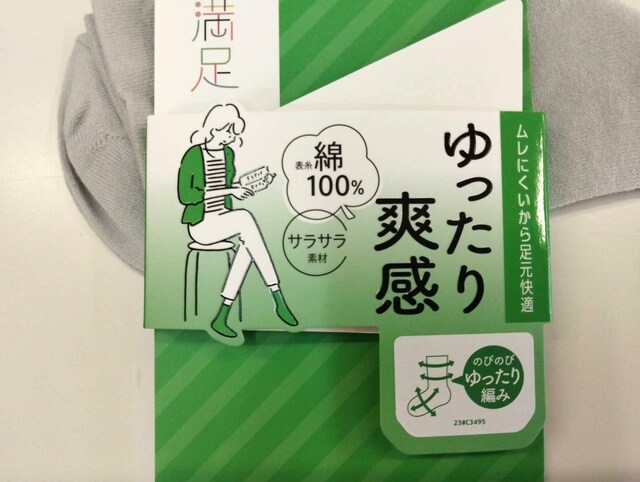 満足
ムレにくいから足元快適
ゆったり
爽感
表糸綿
100%
サラサラ
素材
のびのび
ゆったり
編み
23#C3495